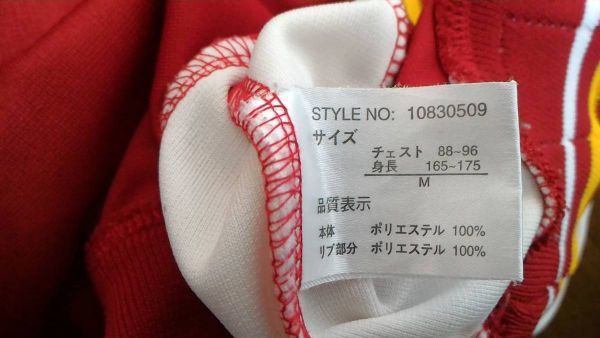 STYLE NO: 10830509
サイズ
チェスト 88~96
身長 165~175
M
品質表示
本体 ポリエステル 100%
リブ部分 ポリエステル 100%